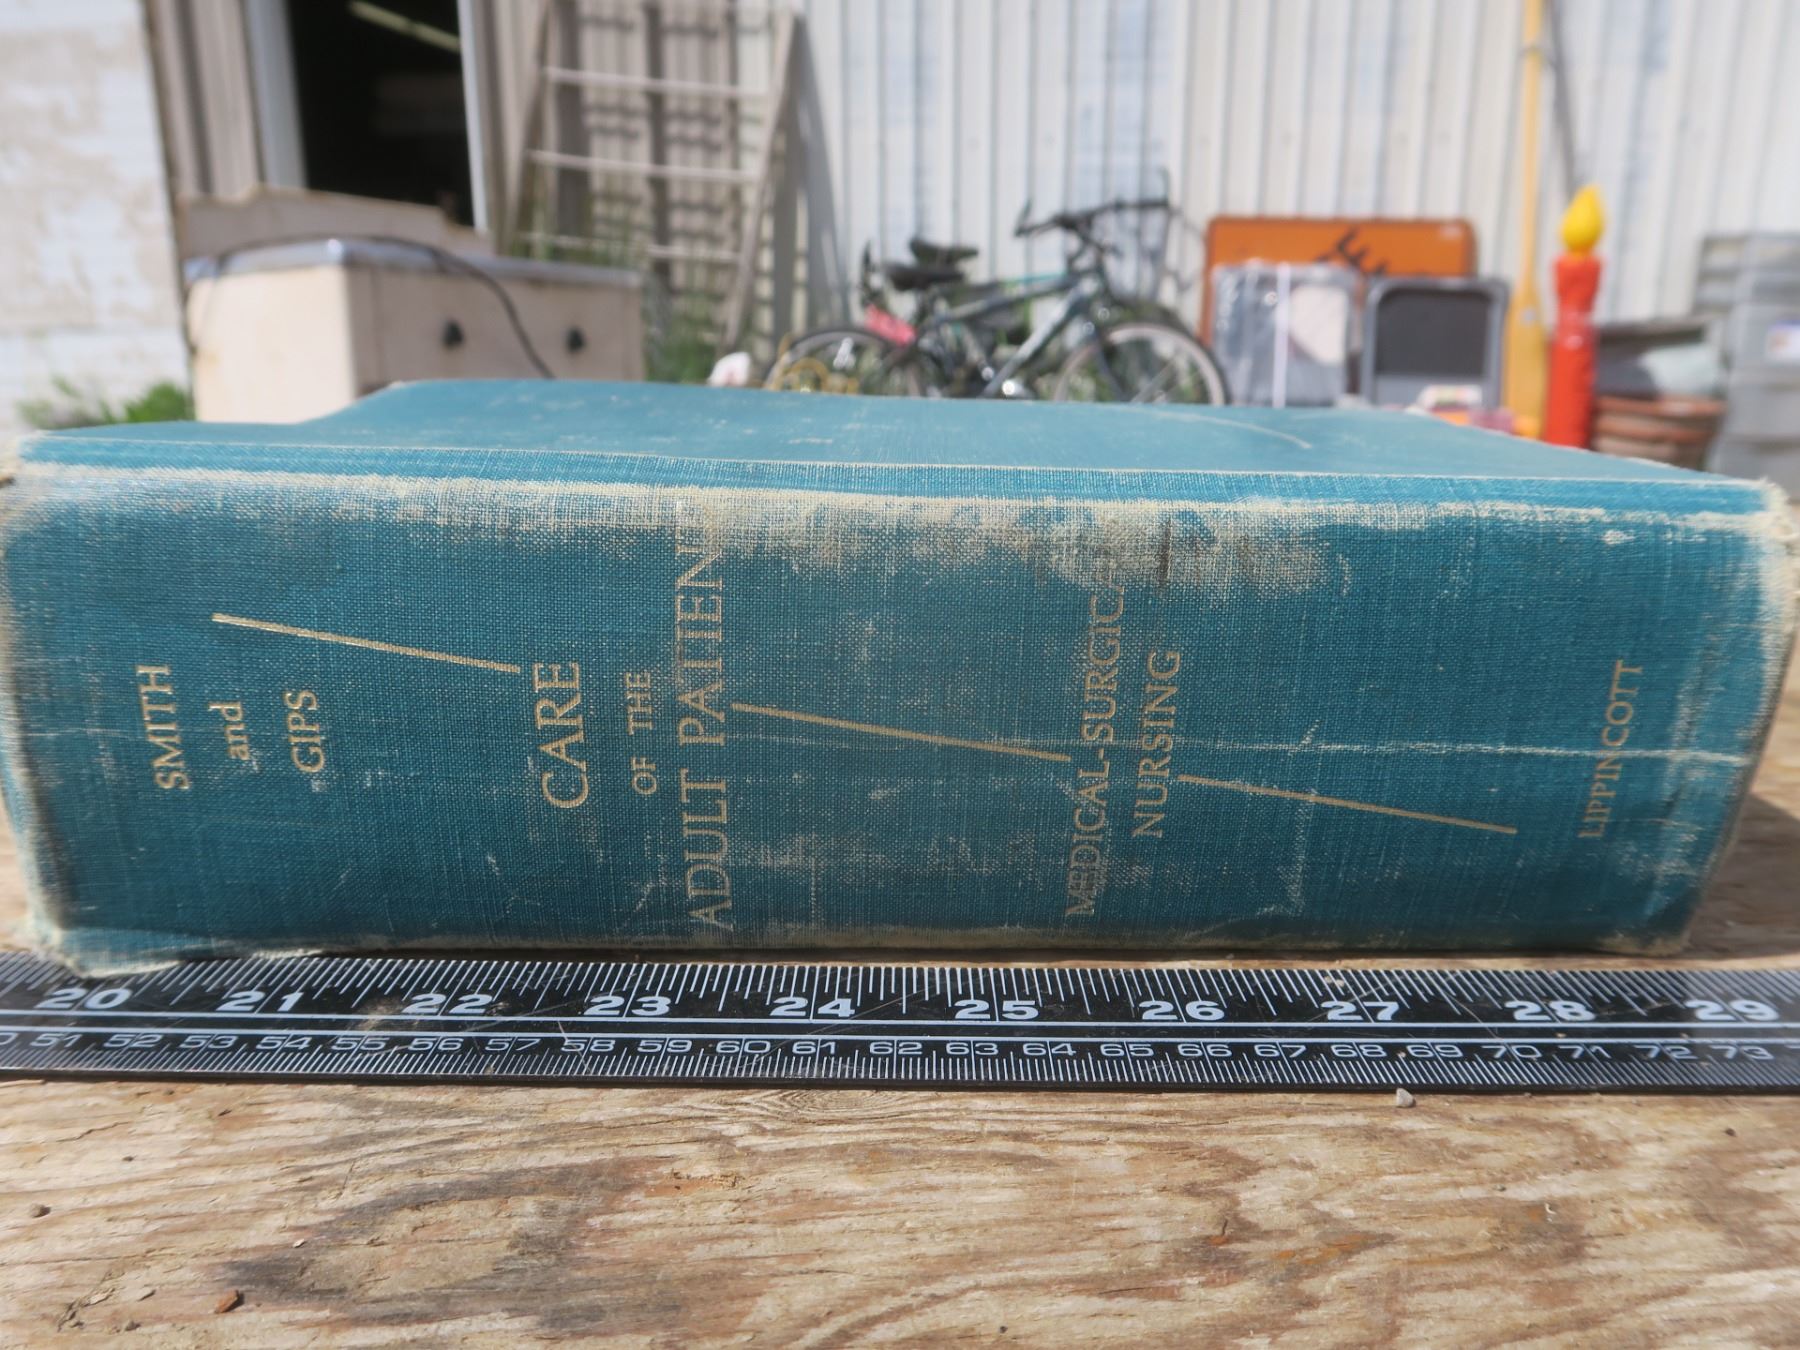 SMITH
and
GIPS
CARE
OF THE
ADULT PATIENT
MEDICAL-SURGICAL
NURSING
LIPPINCOTT
20 21 22 23 24 25 26 27 28 29
51 52 53 54 55 56 57 58 59 60 61 62 63 64 65 66 67 68 69 70 71 72 73